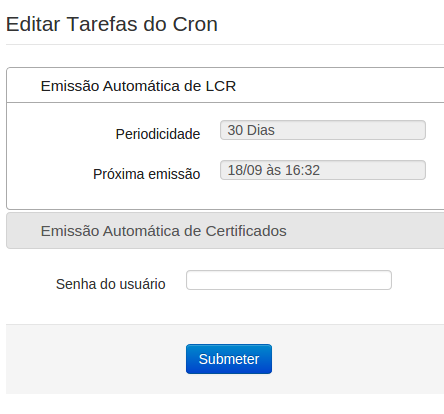 Editar Tarefas do Cron
Emissão Automática de LCR
Periodicidade 30 Dias
Próxima emissão 18/09 às 16:32
Emissão Automática de Certificados
Senha do usuário
Submeter